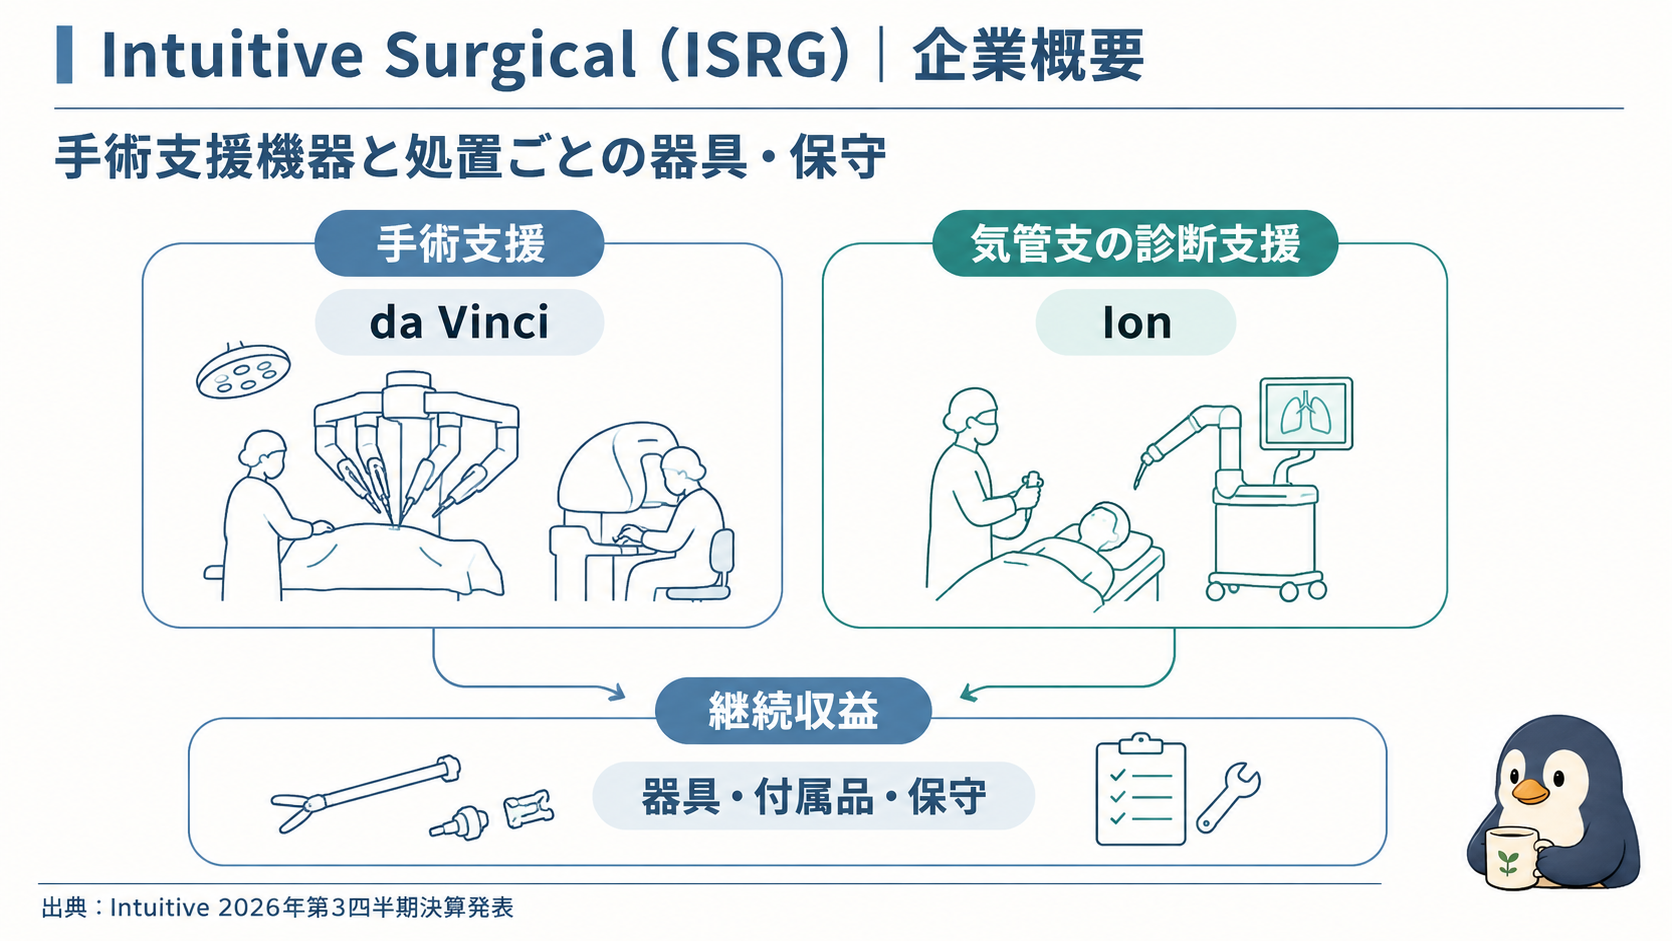 Intuitive Surgical（ISRG）｜企業概要
手術支援機器と処置ごとの器具・保守
手術支援
da Vinci
気管支の診断支援
Ion
継続収益
器具・付属品・保守
出典：Intuitive 2026年第3四半期決算発表